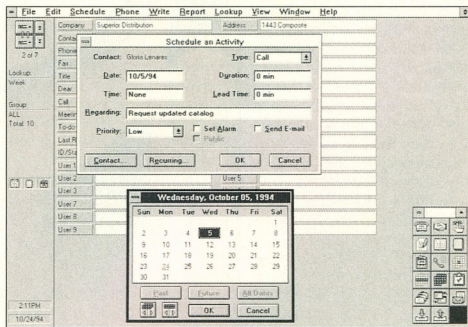 File Edit Schedule Phone Write Report Lookup View Window Help
Company Superior Distribution Address 1443 Composite
2 of 7
Lookup:
Week
Group:
ALL
Total: 10
Phone
Fax
Title
Dear
Call
To-do
User 2 User 5
User 3
User 7
User 8
User 9
Schedule an Activity
Contact: Gloria Lenares Type: Call
Date: 10/5/94 Duration: 0 min
Time: None Lead Time: 0 min
Regarding: Request updated catalog
Priority: Low Set Alarm Send E-mail
Public
Contact... Recurring... OK Cancel
Wednesday, October 05, 1994
Sun Mon Tue Wed Thu Fri Sat
1
2 3 4 5 6 7 8
9 10 11 12 13 14 15
16 17 18 19 20 21 22
23 24 25 26 27 28 29
30 31
Past Future All Dates
OK Cancel
2:11PM
10/24/94